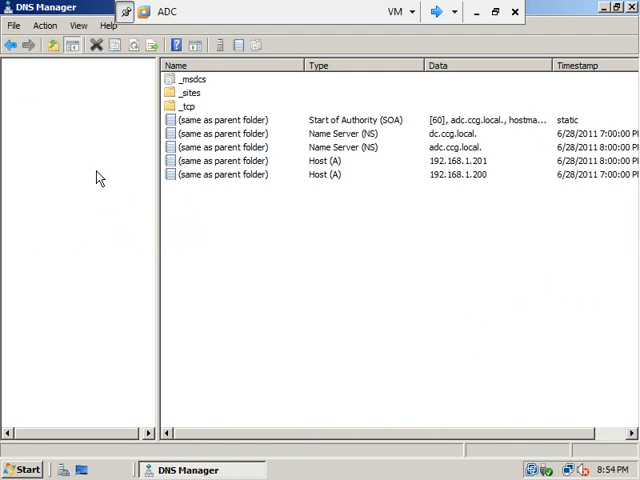 DNS Manager
ADC
VM
File Action View Help
Name Type Data Timestamp
_msdcs
_sites
_tcp
(same as parent folder) Start of Authority (SOA) [60], adc.ccg.local., hostma... static
(same as parent folder) Name Server (NS) dc.ccg.local. 6/28/2011 7:00:00 P
(same as parent folder) Name Server (NS) adc.ccg.local. 6/28/2011 8:00:00 P
(same as parent folder) Host (A) 192.168.1.201 6/28/2011 8:00:00 P
(same as parent folder) Host (A) 192.168.1.200 6/28/2011 7:00:00 P
Start DNS Manager 8:54 PM